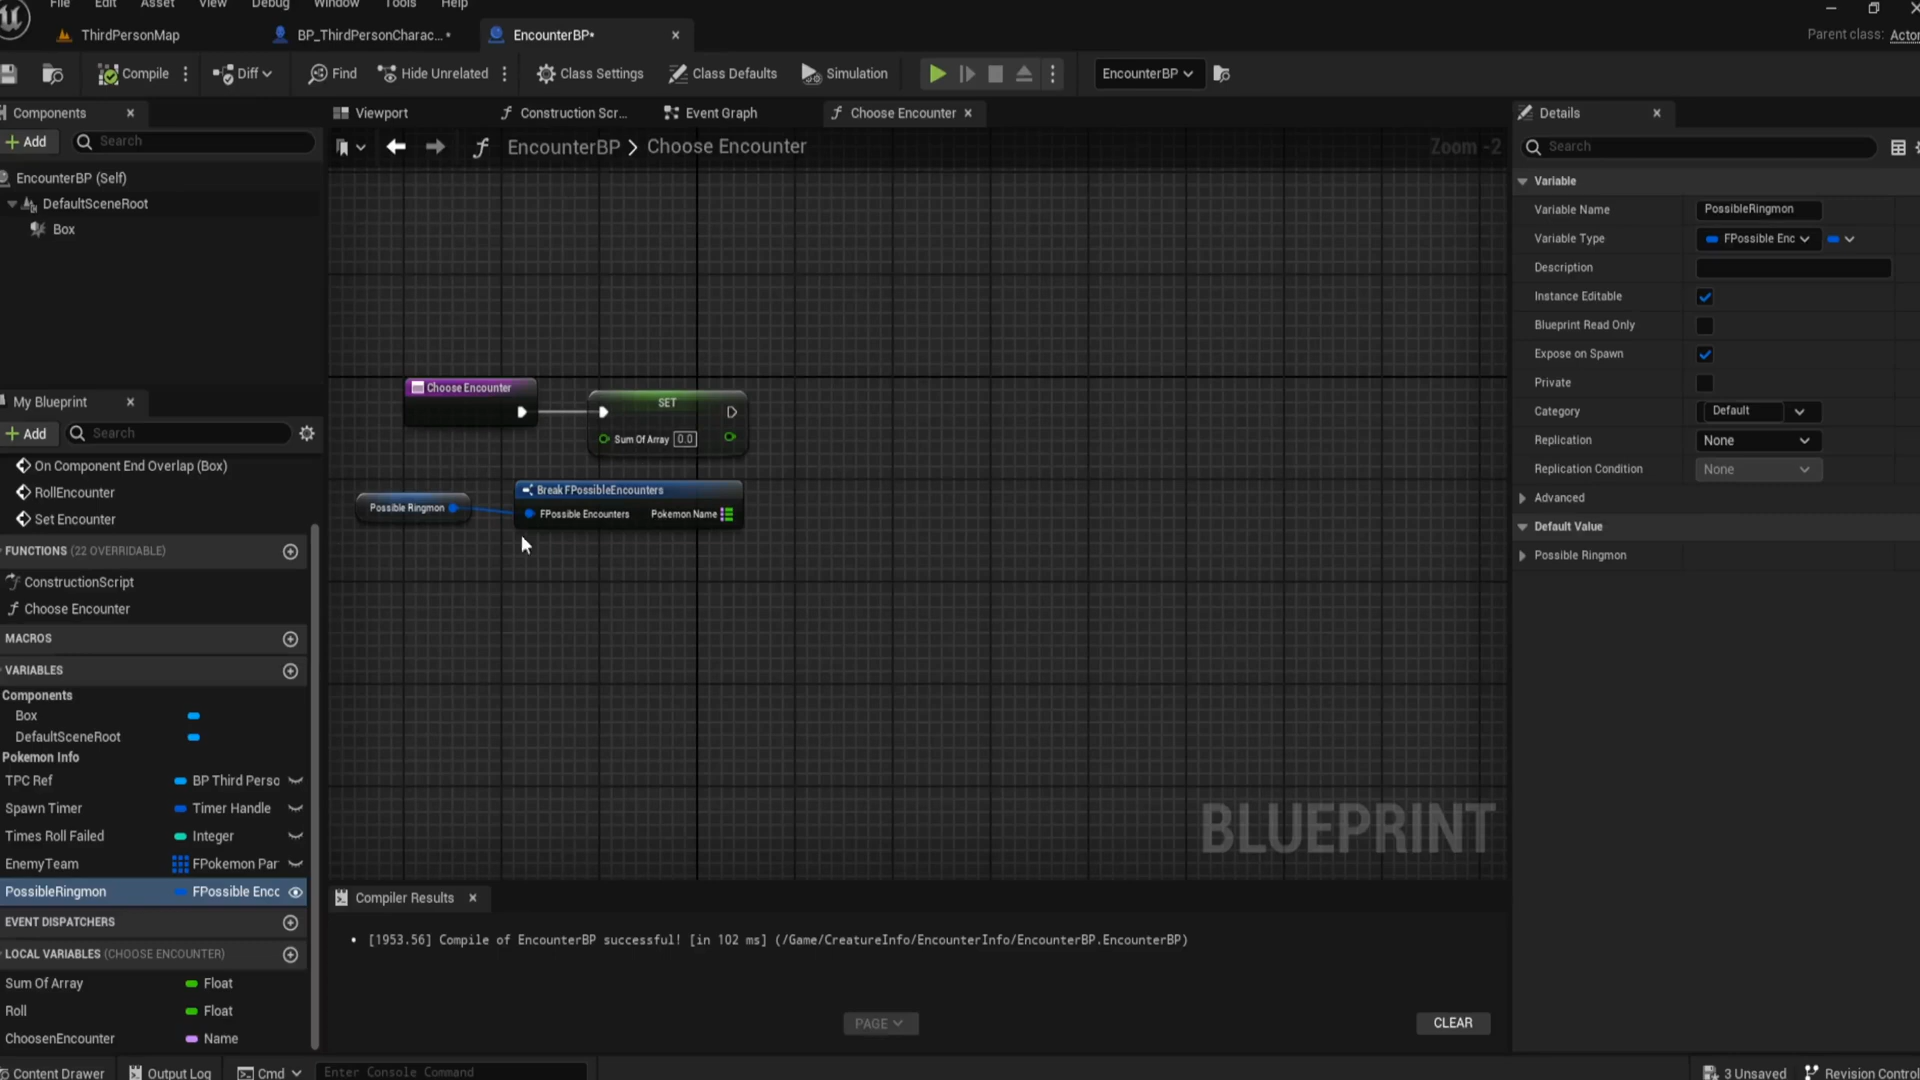 File Edit Asset View Debug Window Tools Help
ThirdPersonMap
BP_ThirdPersonCharac...*
EncounterBP*
Parent class: Actor
Compile
Diff
Find
Hide Unrelated
Class Settings
Class Defaults
Simulation
EncounterBP
Components
Add
Search
EncounterBP (Self)
DefaultSceneRoot
Box
Viewport
Construction Scr...
Event Graph
Choose Encounter
EncounterBP > Choose Encounter
Zoom -2
Choose Encounter
SET
Sum Of Array 0.0
Possible Ringmon
Break FPossibleEncounters
FPossible Encounters Pokemon Name
BLUEPRINT
My Blueprint
Add
Search
On Component End Overlap (Box)
RollEncounter
Set Encounter
FUNCTIONS (22 OVERRIDABLE)
ConstructionScript
Choose Encounter
MACROS
VARIABLES
Components
Box
DefaultSceneRoot
Pokemon Info
TPC Ref BP Third Perso
Spawn Timer Timer Handle
Times Roll Failed Integer
EnemyTeam FPokemon Par
PossibleRingmon FPossible Enco
EVENT DISPATCHERS
LOCAL VARIABLES (CHOOSE ENCOUNTER)
Sum Of Array Float
Roll Float
ChoosenEncounter Name
Compiler Results
• [1953.56] Compile of EncounterBP successful! [in 102 ms] (/Game/CreatureInfo/EncounterInfo/EncounterBP.EncounterBP)
PAGE
CLEAR
Details
Search
Variable
Variable Name PossibleRingmon
Variable Type FPossible Enc
Description
Instance Editable
Blueprint Read Only
Expose on Spawn
Private
Category Default
Replication None
Replication Condition None
Advanced
Default Value
Possible Ringmon
Content Drawer
Output Log
Cmd
Enter Console Command
3 Unsaved
Revision Control